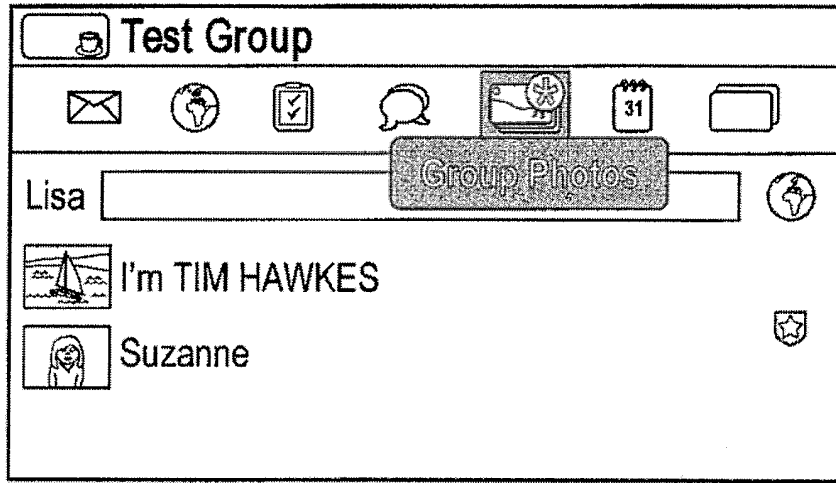 Test Group
31
Group Photos
Lisa
I'm TIM HAWKES
Suzanne